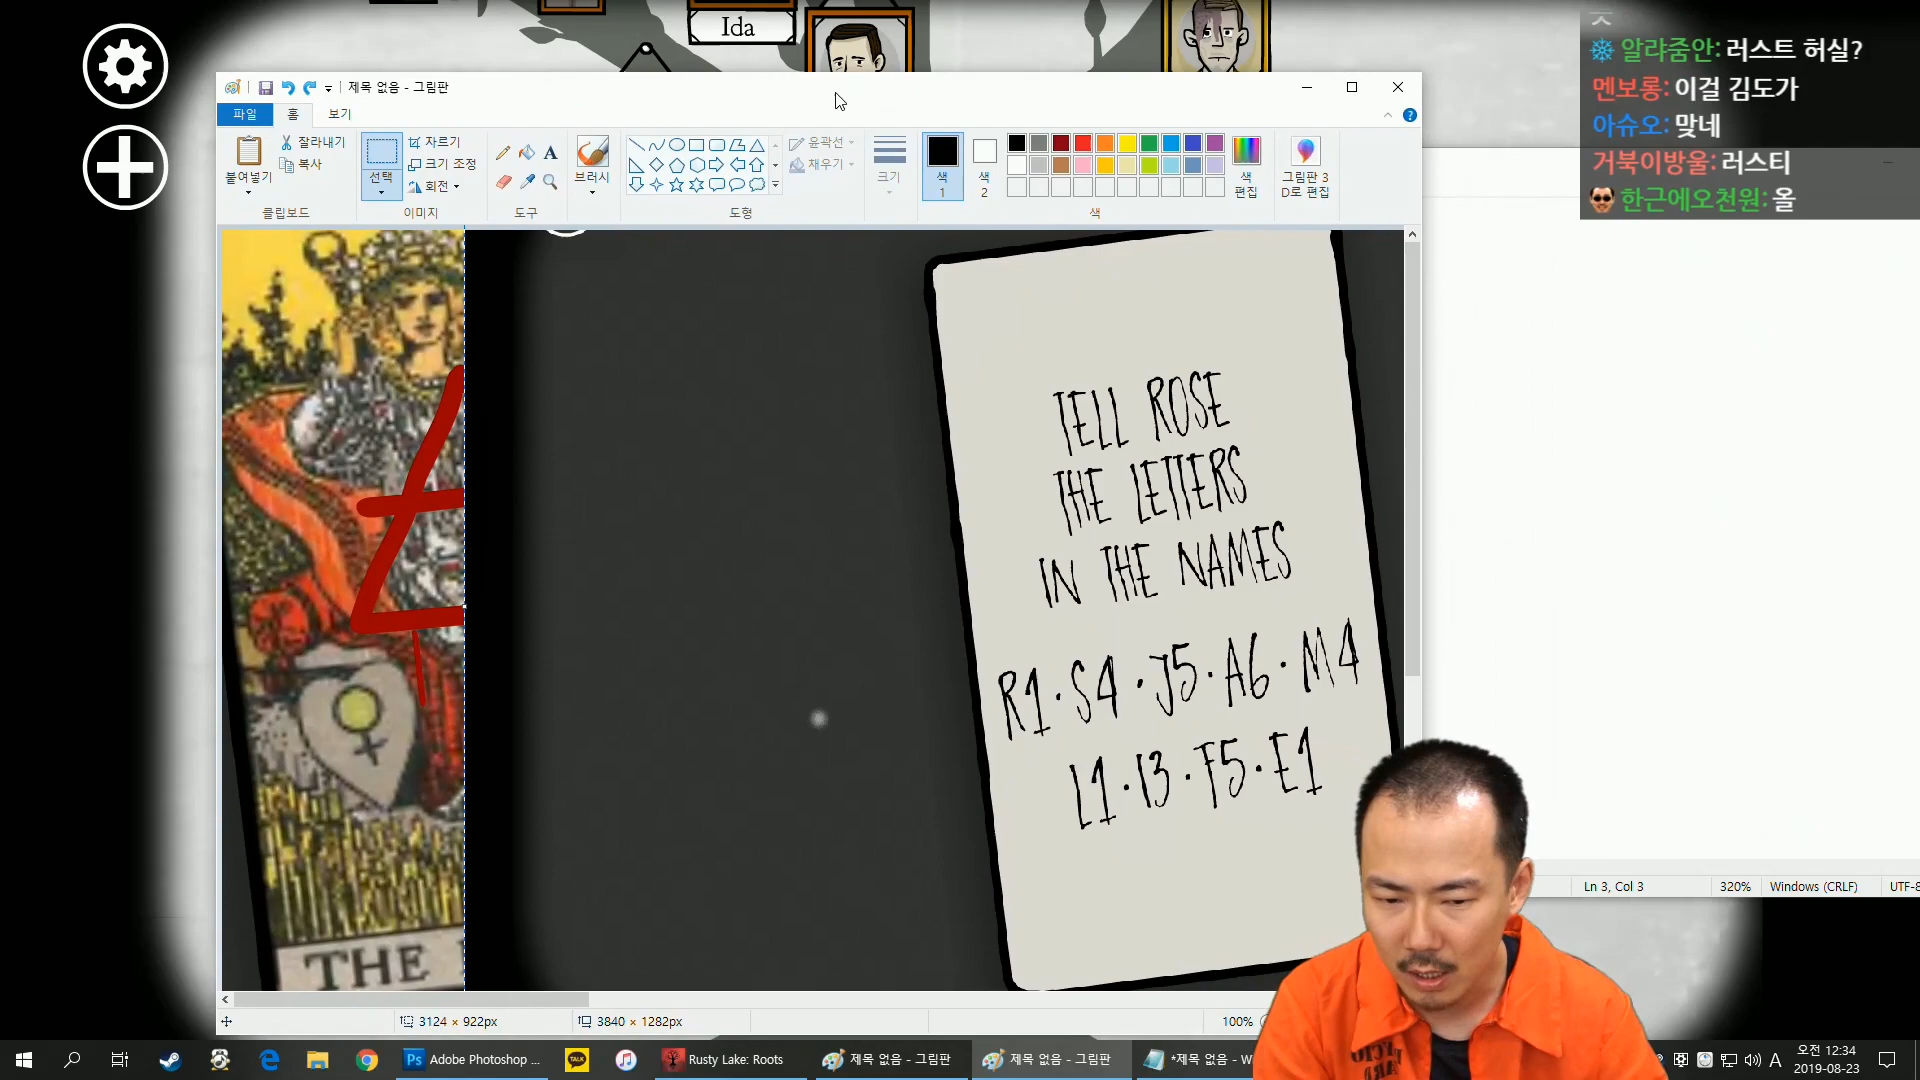 Ida
ㅊ
알랴줌안: 러스트 허실?
멘보롱: 이걸 김도가
아슈오: 맞네
거북이방울: 러스티
한근에오천원: 올
제목 없음 - 그림판
파일
홈
보기
붙여넣기
잘라내기
복사
클립보드
선택
자르기
크기 조정
회전
이미지
A
도구
브러시
도형
윤곽선
채우기
크기
색
1
색
2
색
편집
색
그림판 3
D로 편집
TELL ROSE
THE LETTERS
IN THE NAMES
R1·S4·J5·A6·M4
L1·I3·F5·E1
THE
3124 × 922px
3840 × 1282px
100%
Ln 3, Col 3
320%
Windows (CRLF)
UTF-8
Ps
Adobe Photoshop ...
TALK
Rusty Lake: Roots
제목 없음 - 그림판
제목 없음 - 그림판
*제목 없음 - W
A
오전 12:34
2019-08-23